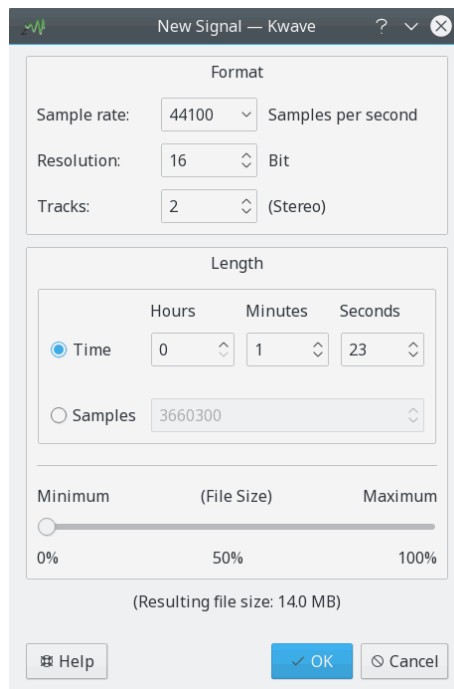 New Signal — Kwave
Format
Sample rate: 44100 Samples per second
Resolution: 16 Bit
Tracks: 2 (Stereo)
Length
Hours Minutes Seconds
Time 0 1 23
Samples 3660300
Minimum (File Size) Maximum
0% 50% 100%
(Resulting file size: 14.0 MB)
Help OK Cancel